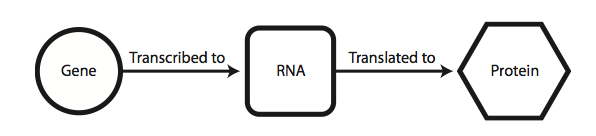 Gene
Transcribed to
RNA
Translated to
Protein